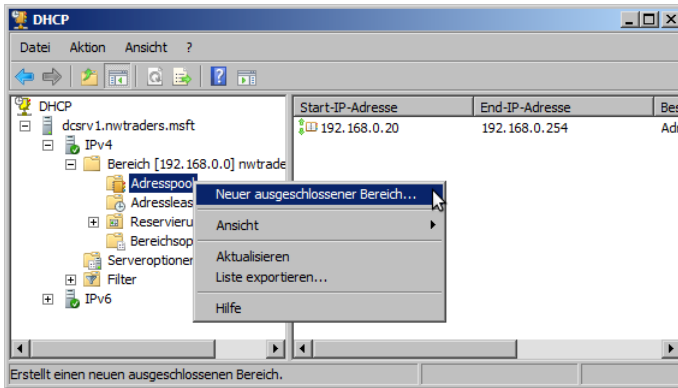 DHCP
Datei Aktion Ansicht ?
DHCP
dcsrv1.nwtraders.msft
IPv4
Bereich [192.168.0.0] nwtrade
Adresspool
Adressleas
Reservieru
Bereichsop
Serveroptionen
Filter
IPv6
Start-IP-Adresse End-IP-Adresse Bes
192.168.0.20 192.168.0.254 Adr
Neuer ausgeschlossener Bereich...
Ansicht
Aktualisieren
Liste exportieren...
Hilfe
Erstellt einen neuen ausgeschlossenen Bereich.